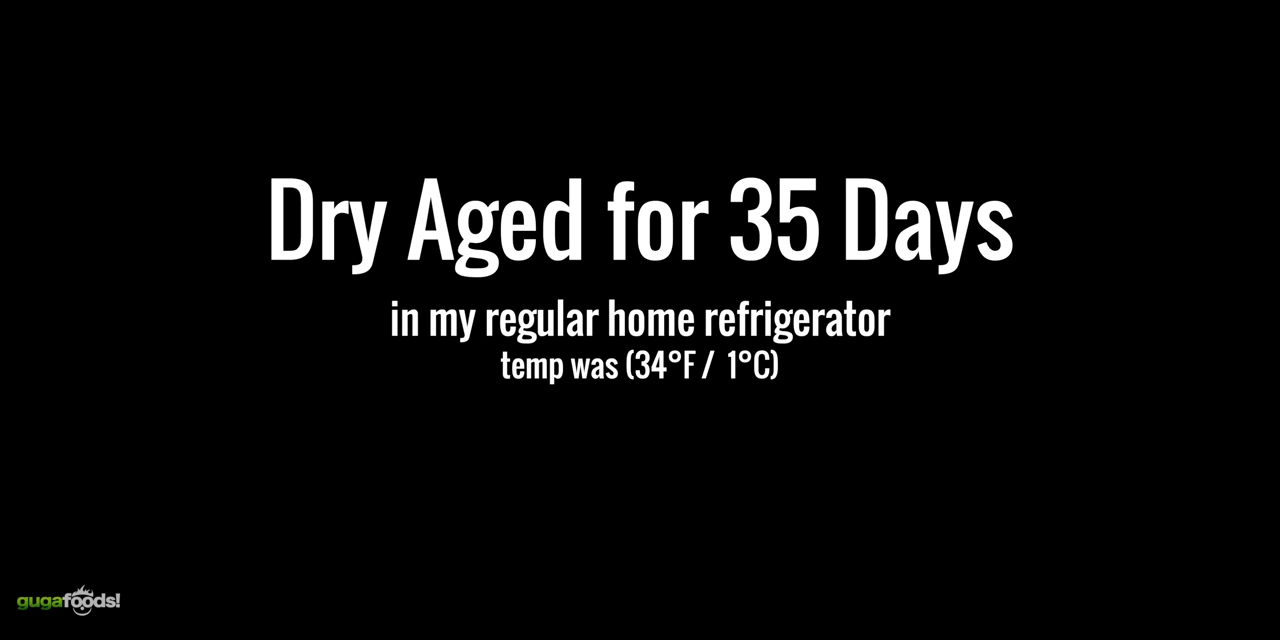 Dry Aged for 35 Days
in my regular home refrigerator
temp was (34°F / 1°C)
gugafoods!